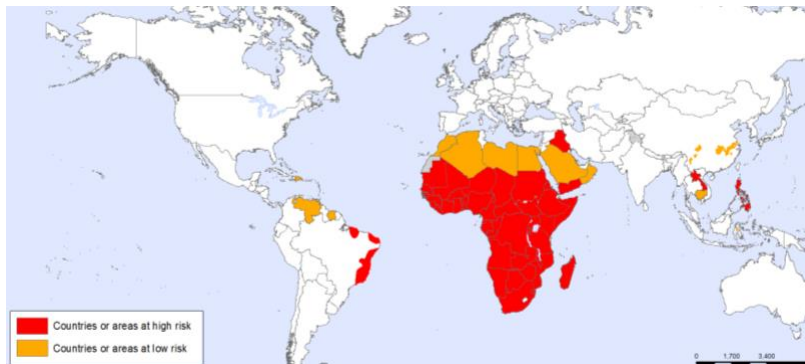 Countries or areas at high risk
Countries or areas at low risk
0 1,700 3,400